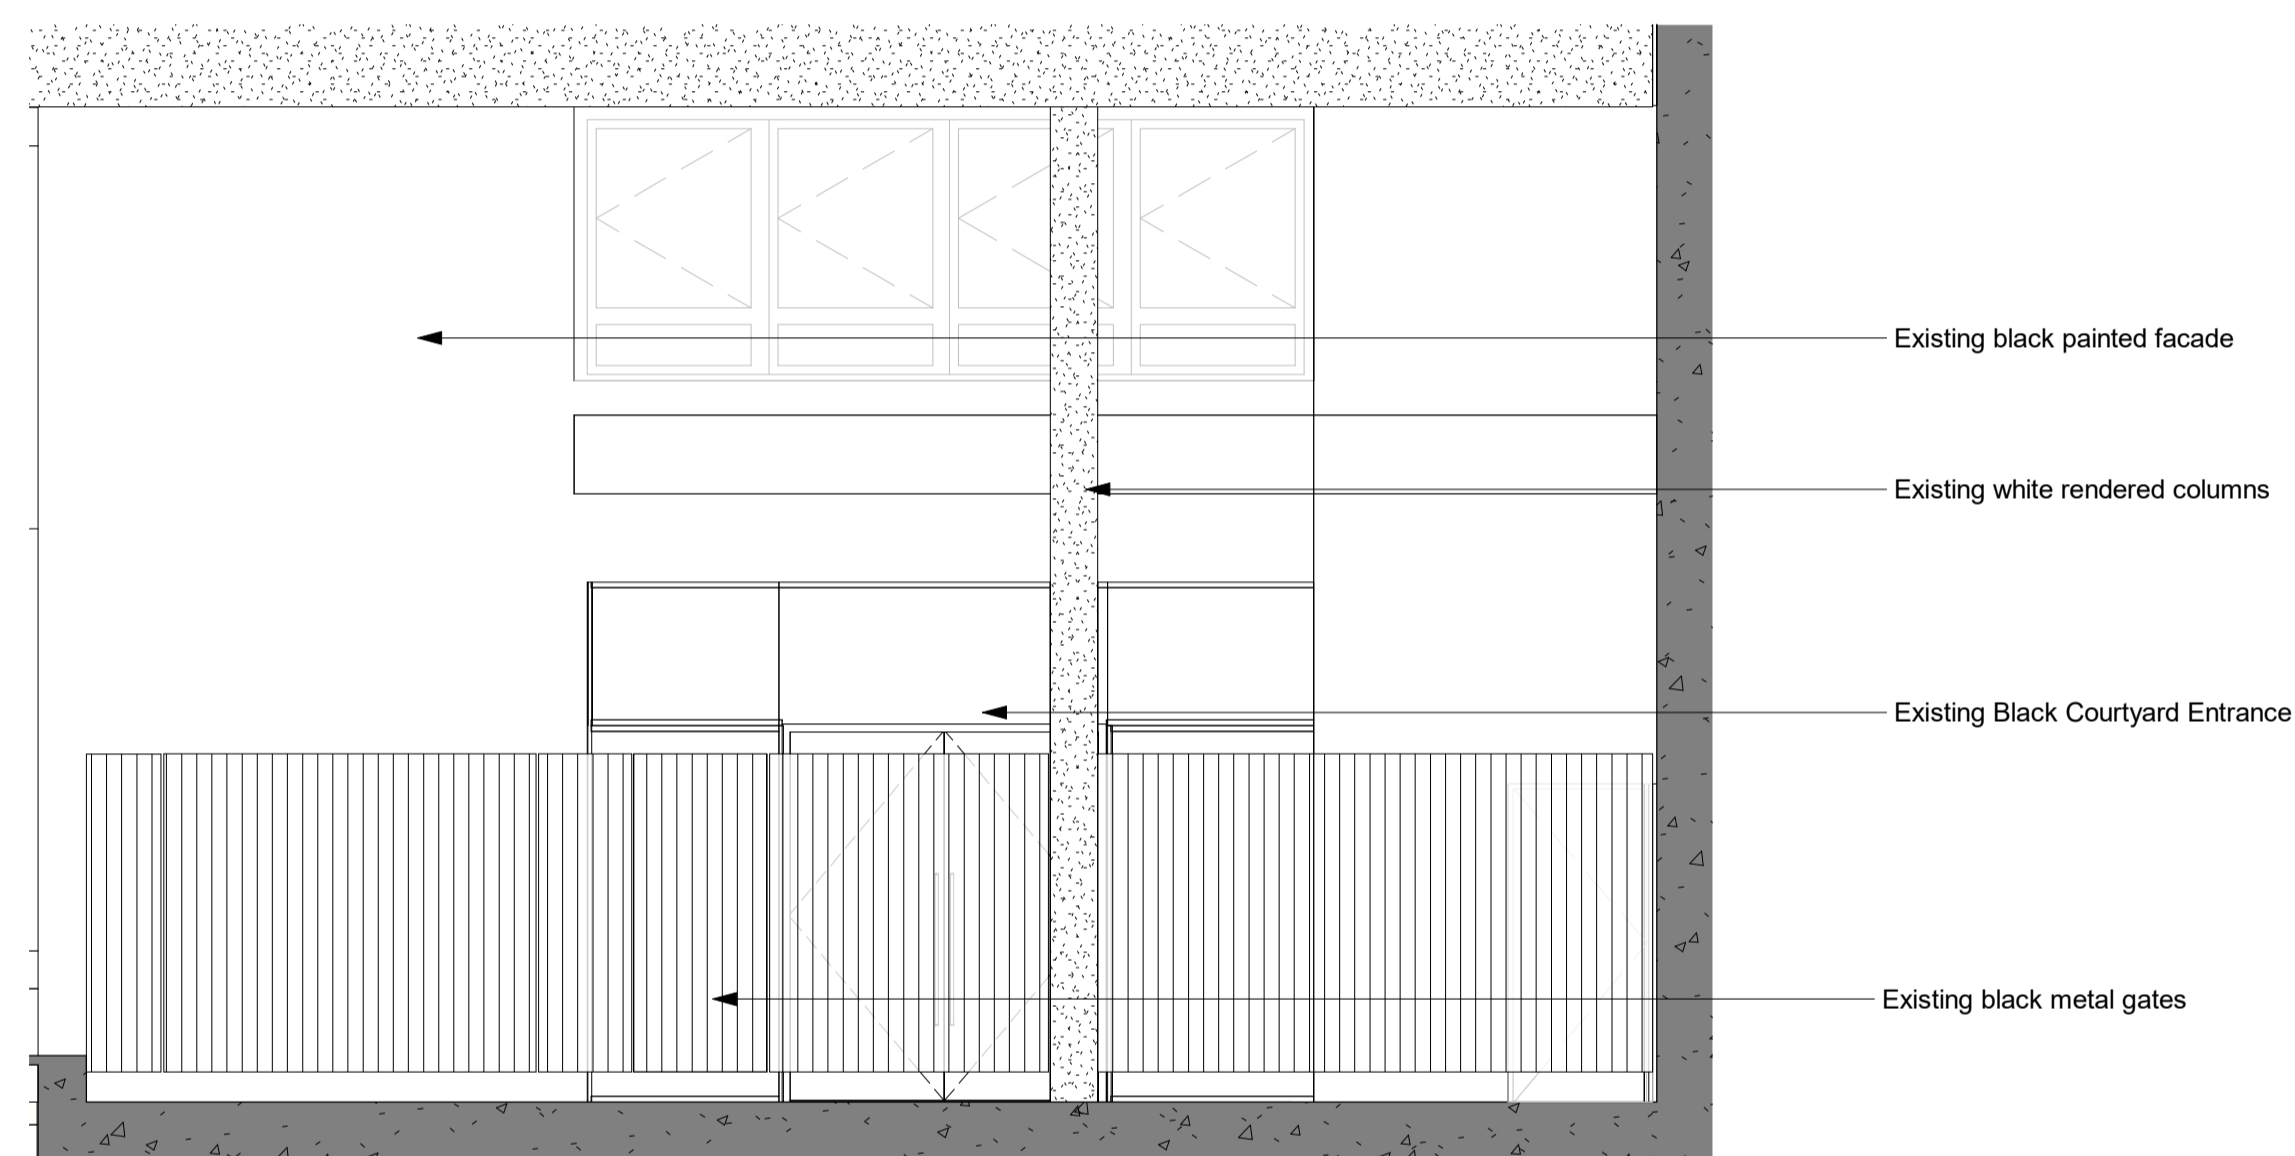 Existing black painted facade
Existing white rendered columns
Existing Black Courtyard Entrance
Existing black metal gates